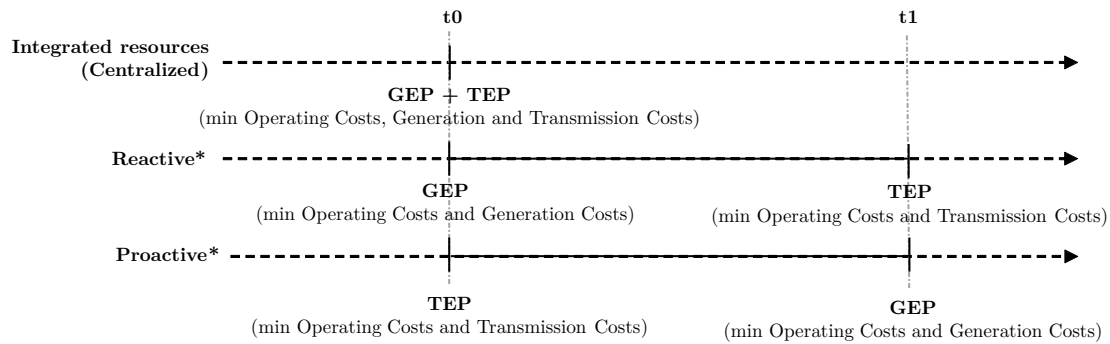 t0
t1
Integrated resources
(Centralized)
GEP + TEP
(min Operating Costs, Generation and Transmission Costs)
Reactive*
GEP
(min Operating Costs and Generation Costs)
TEP
(min Operating Costs and Transmission Costs)
Proactive*
TEP
(min Operating Costs and Transmission Costs)
GEP
(min Operating Costs and Generation Costs)